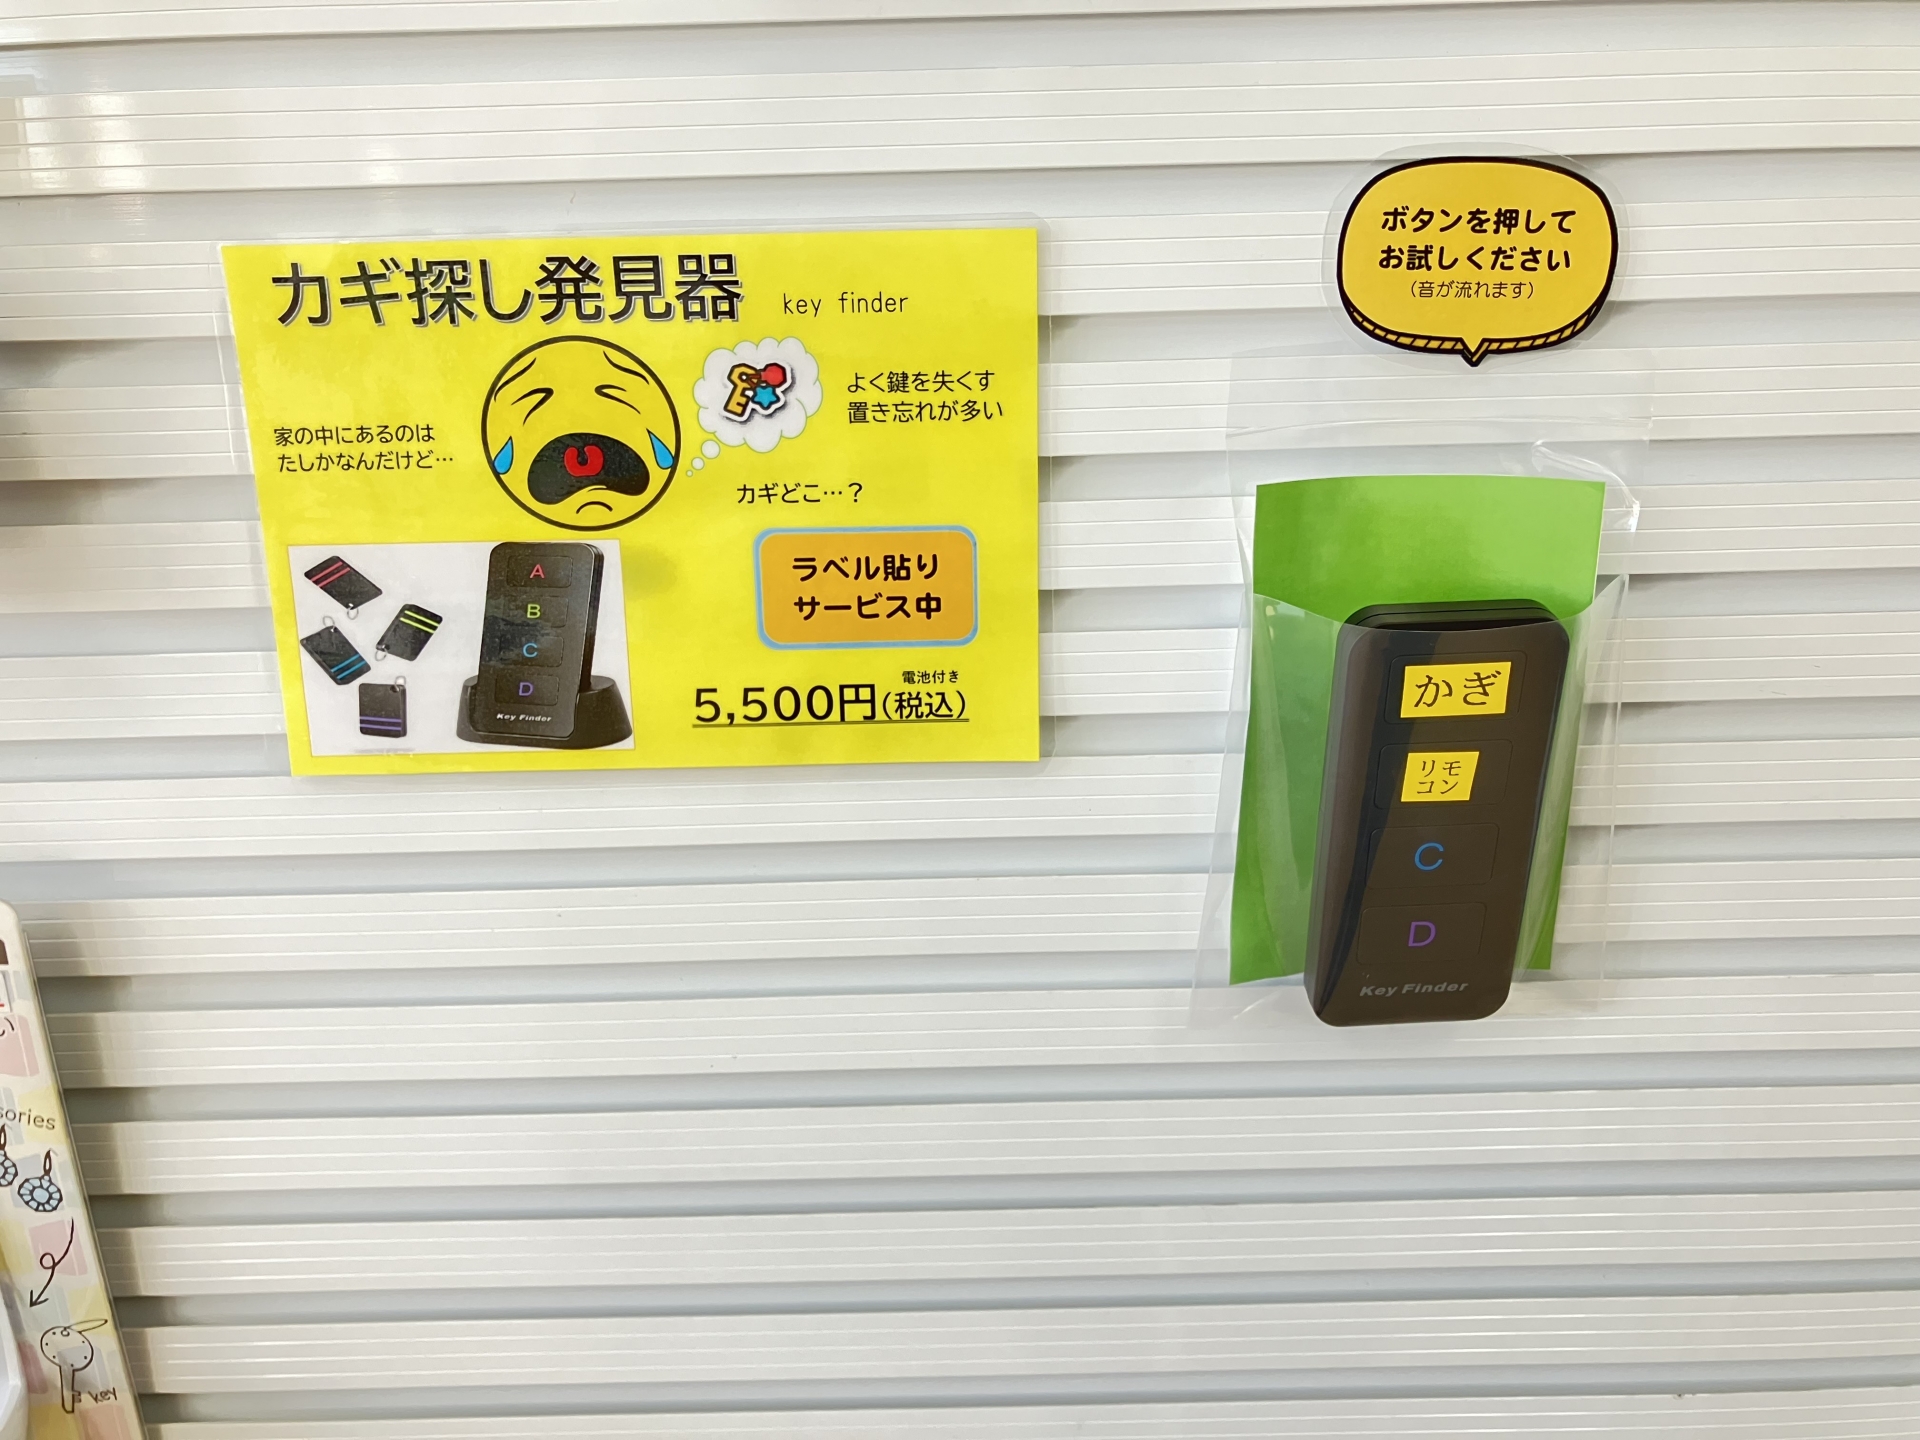 カギ探し発見器 key finder
よく鍵を失くす
置き忘れが多い
家の中にあるのは
たしかなんだけど…
カギどこ…？
ラベル貼り
サービス中
電池付き
5,500円(税込)
A
B
C
D
Key Finder
ボタンを押して
お試しください
(音が流れます)
かぎ
リモ
コン
C
D
Key Finder
い
sories
key